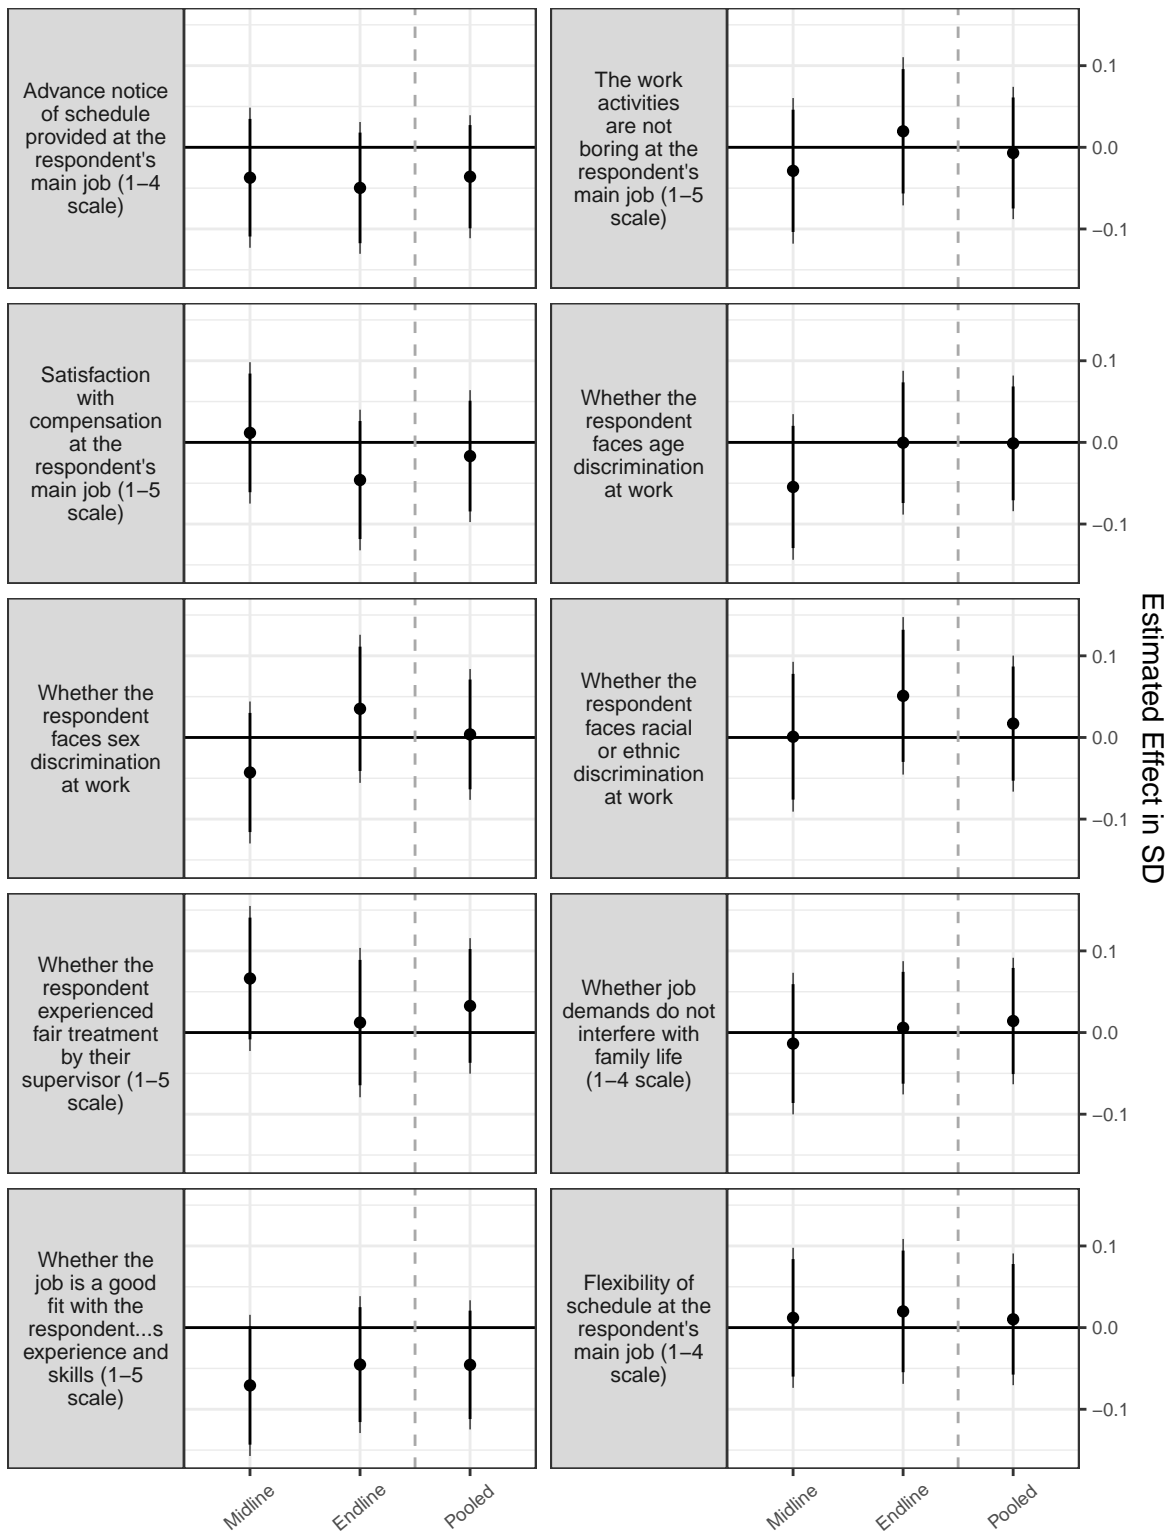 Advance notice
of schedule
provided at the
respondent's
main job (1−4
scale)
The work
activities
are not
boring at the
respondent's
main job (1−5
scale)
0.1
0.0
−0.1
Satisfaction
with
compensation
at the
respondent's
main job (1−5
scale)
Whether the
respondent
faces age
discrimination
at work
0.1
0.0
−0.1
Whether the
respondent
faces sex
discrimination
at work
Whether the
respondent
faces racial
or ethnic
discrimination
at work
0.1
0.0
−0.1
Estimated Effect in SD
Whether the
respondent
experienced
fair treatment
by their
supervisor (1−5
scale)
Whether job
demands do not
interfere with
family life
(1−4 scale)
0.1
0.0
−0.1
Whether the
job is a good
fit with the
respondent...s
experience and
skills (1−5
scale)
Flexibility of
schedule at the
respondent's
main job (1−4
scale)
0.1
0.0
−0.1
Midline
Endline
Pooled
Midline
Endline
Pooled